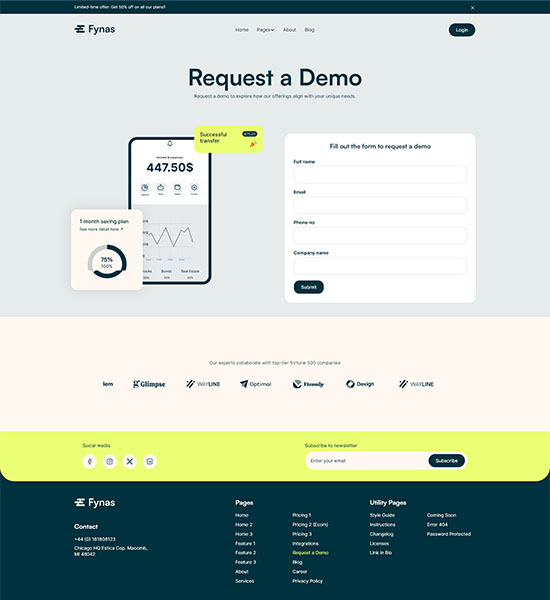 Limited-time offer: Get 50% off on all our plans!!
Fynas
Home
Pages
About
Blog
Login
Request a Demo
Request a demo to explore how our offerings align with your unique needs.
Successful
transfer
Income & expenses
447.50$
1 month saving plan
See more detail here ↗
75%
100%
Bonds
Real Estate
Fill out the form to request a demo
Full name
Email
Phone no
Company name
Submit
Our experts collaborate with top-tier fortune 500 companies
lem
Glimpse
WAYLINE
Optimal
Visually
Design
WAYLINE
Social media
Subscribe to newsletter
Enter your email
Subscribe
Fynas
Contact
+44 (0) 181808123
Chicago HQ Estica Cop. Macomb,
MI 48042
Pages
Home
Home 2
Home 3
Feature 1
Feature 2
Feature 3
About
Services
Pricing 1
Pricing 2 (Ecom)
Pricing 3
Integrations
Request a Demo
Blog
Career
Privacy Policy
Utility Pages
Style Guide
Instructions
Changelog
Licenses
Link in Bio
Coming Soon
Error 404
Password Protected